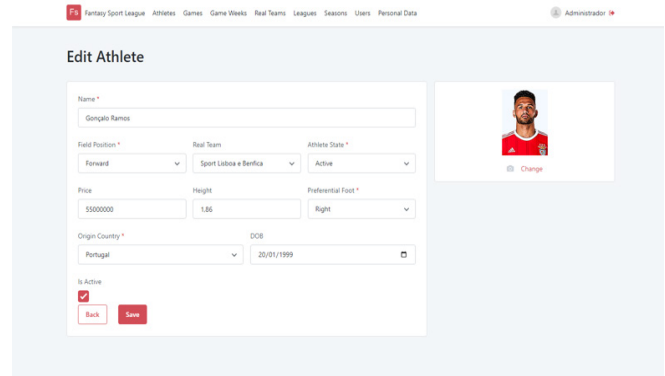 Fs Fantasy Sport League Athletes Games Game Weeks Real Teams Leagues Seasons Users Personal Data Administrador
Edit Athlete
Name *
Gonçalo Ramos
Field Position * Real Team Athlete State *
Forward Sport Lisboa e Benfica Active
Price Height Preferential Foot *
55000000 1.86 Right
Origin Country * DOB
Portugal 20/01/1999
Is Active
Back Save
Change